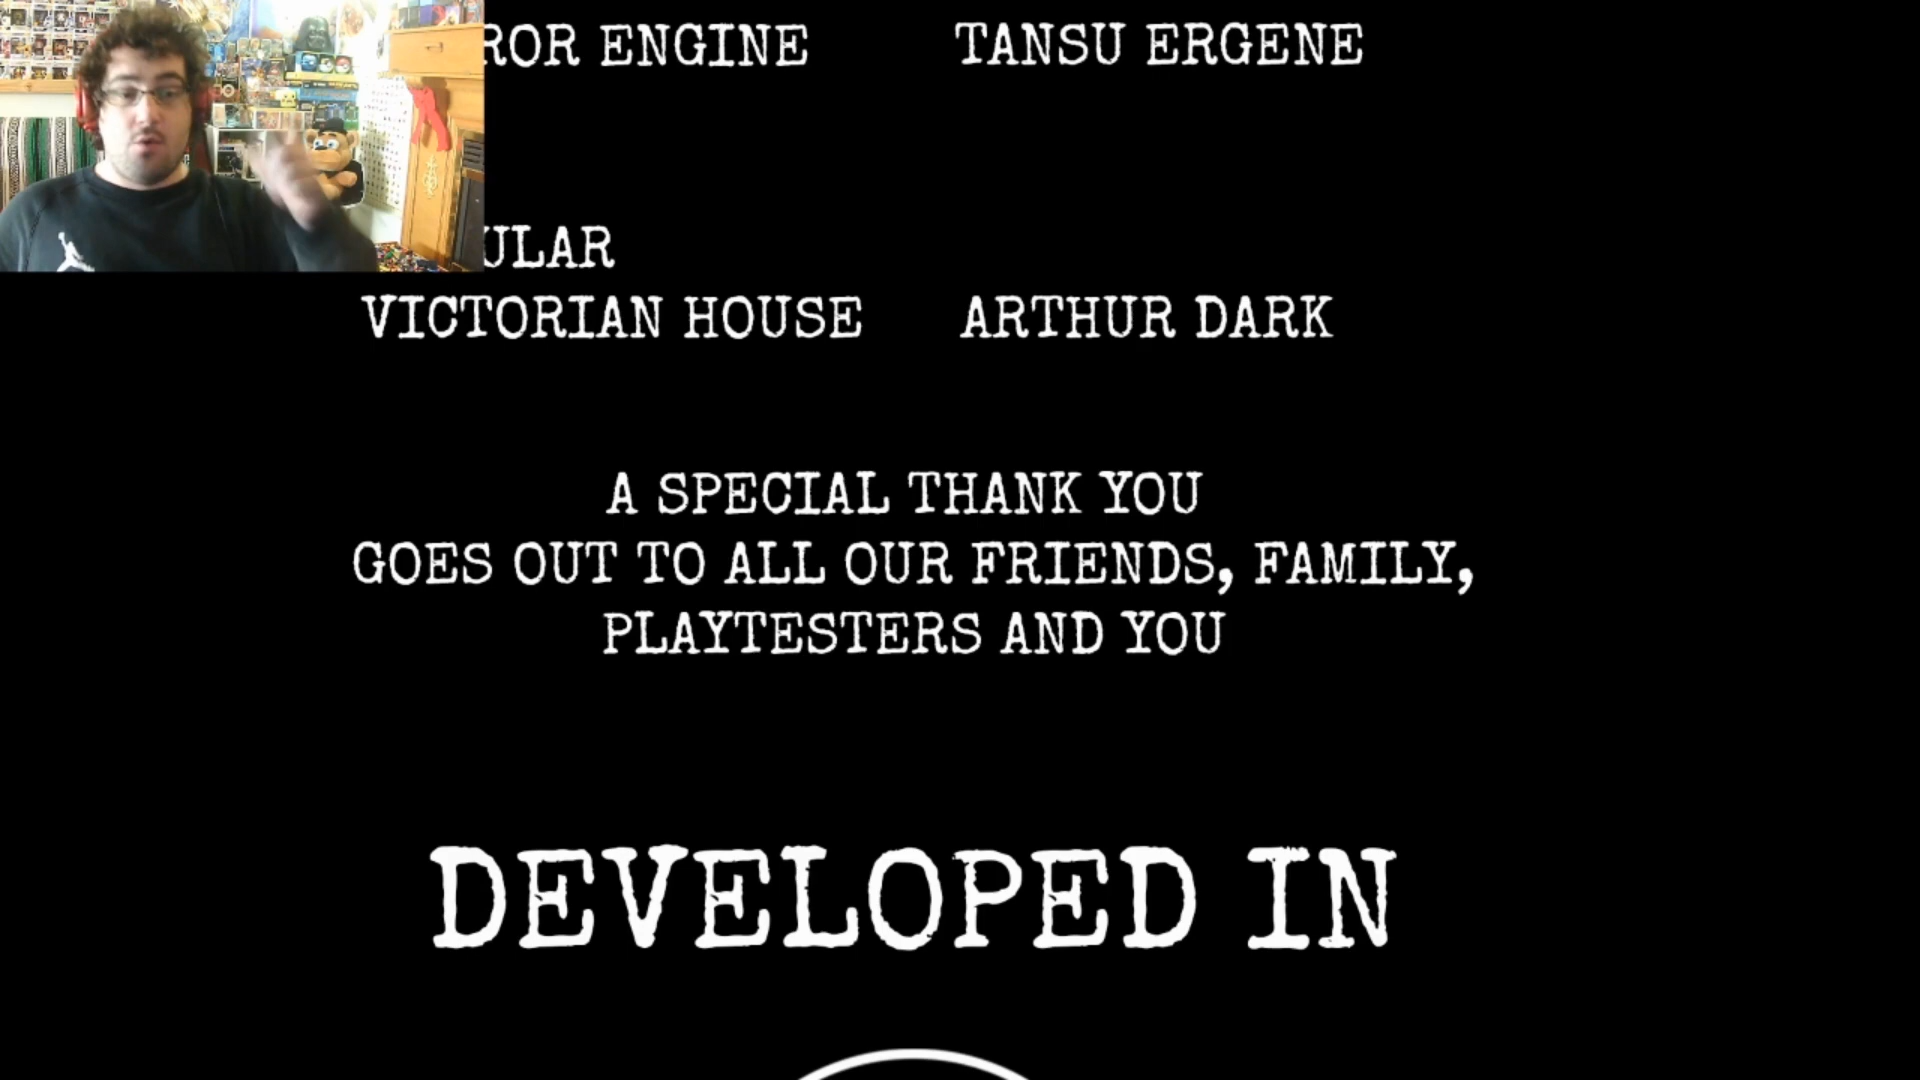 ROR ENGINE TANSU ERGENE
ULAR
VICTORIAN HOUSE ARTHUR DARK
A SPECIAL THANK YOU
GOES OUT TO ALL OUR FRIENDS, FAMILY,
PLAYTESTERS AND YOU
DEVELOPED IN